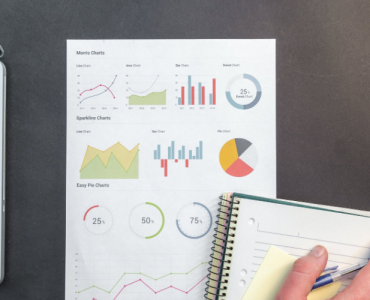 Morris Charts
Line Chart
Area Chart
Bar Chart
Donut Chart
25%
Sparkline Charts
Line Chart
Bar Chart
Pie Chart
Easy Pie Charts
25%
50%
75%